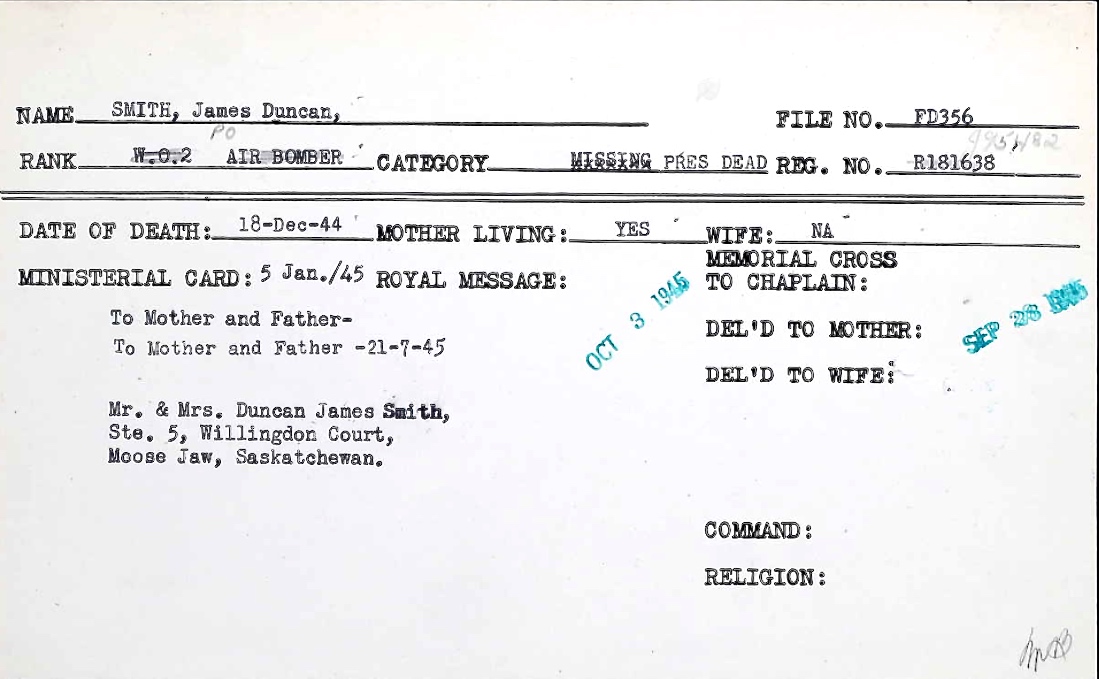 NAME SMITH, James Duncan, FILE NO. FD356
PO
RANK W.O.2 AIR BOMBER CATEGORY MISSING PRES DEAD REG. NO. R181638
DATE OF DEATH: 18-Dec-44 MOTHER LIVING: YES WIFE: NA
MINISTERIAL CARD: 5 Jan./45 ROYAL MESSAGE: OCT 3 1945
MEMORIAL CROSS
TO CHAPLAIN:
To Mother and Father-
To Mother and Father -21-7-45
DEL'D TO MOTHER: SEP
DEL'D TO WIFE:
Mr. & Mrs. Duncan James Smith,
Ste. 5, Willingdon Court,
Moose Jaw, Saskatchewan.
COMMAND:
RELIGION: